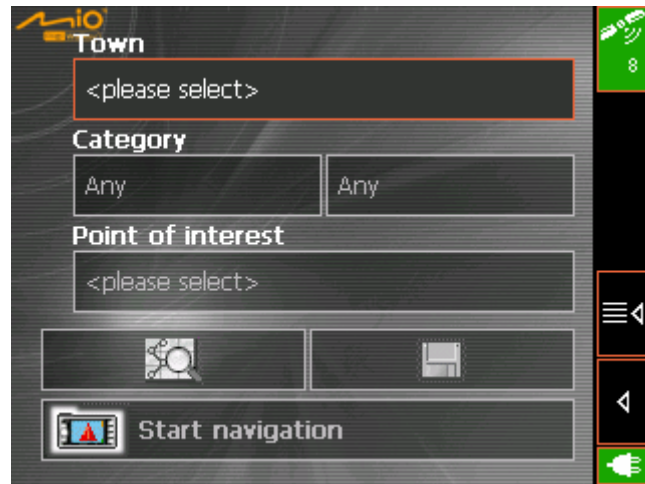 mio
Town
<please select>
8
Category
Any Any
Point of interest
<please select>
Start navigation